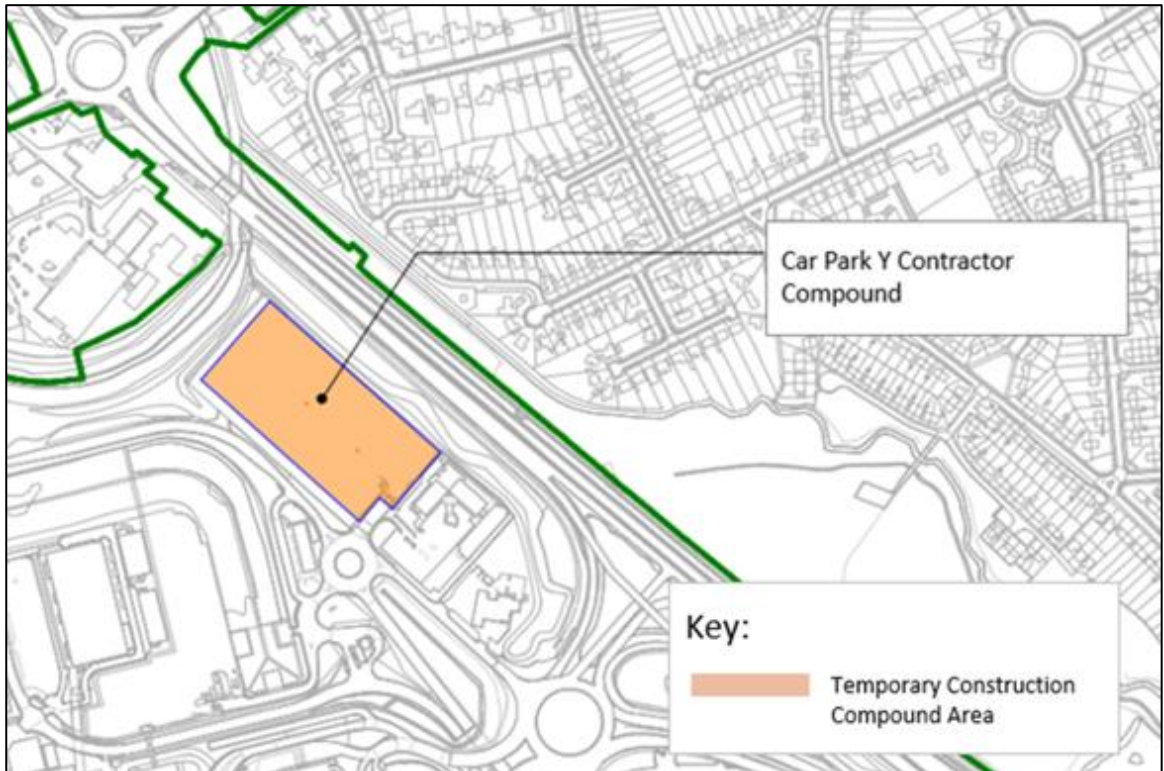 Car Park Y Contractor
Compound
Key:
Temporary Construction
Compound Area